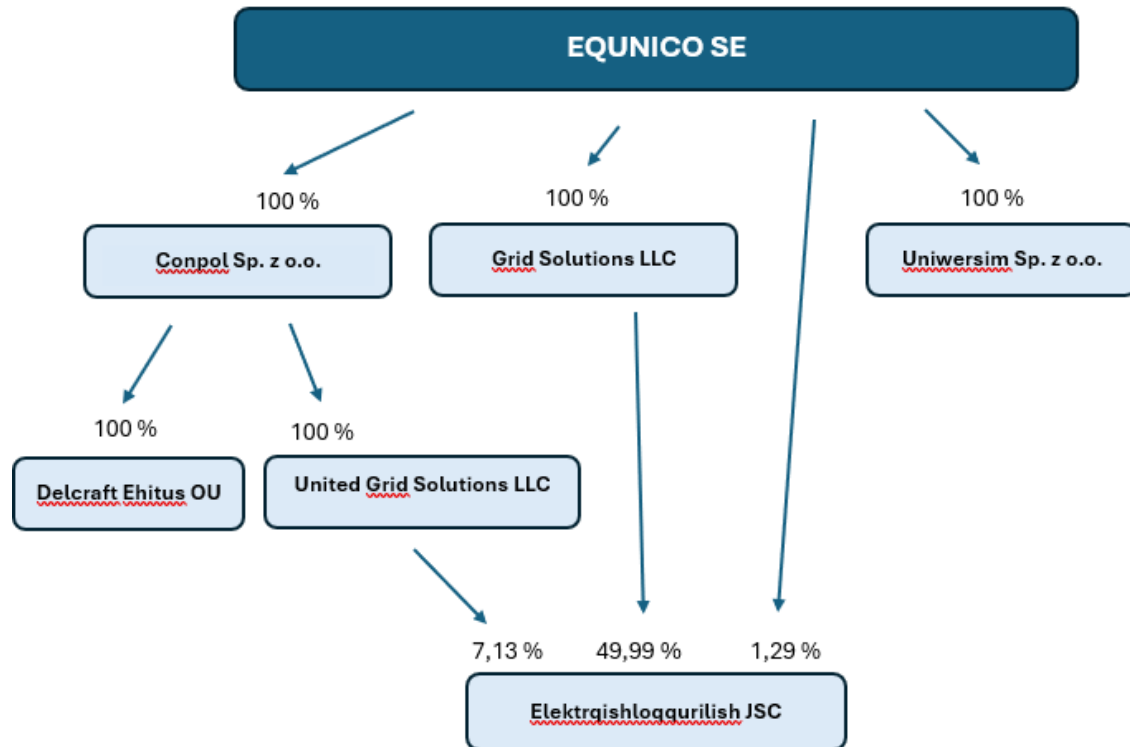 EQUNICO SE
100 %
100 %
100 %
Conpol Sp. z o.o.
Grid Solutions LLC
Uniwersim Sp. z o.o.
100 %
100 %
Delcraft Ehitus OU
United Grid Solutions LLC
7,13 %
49,99 %
1,29 %
Elektrqishloqqurilish JSC